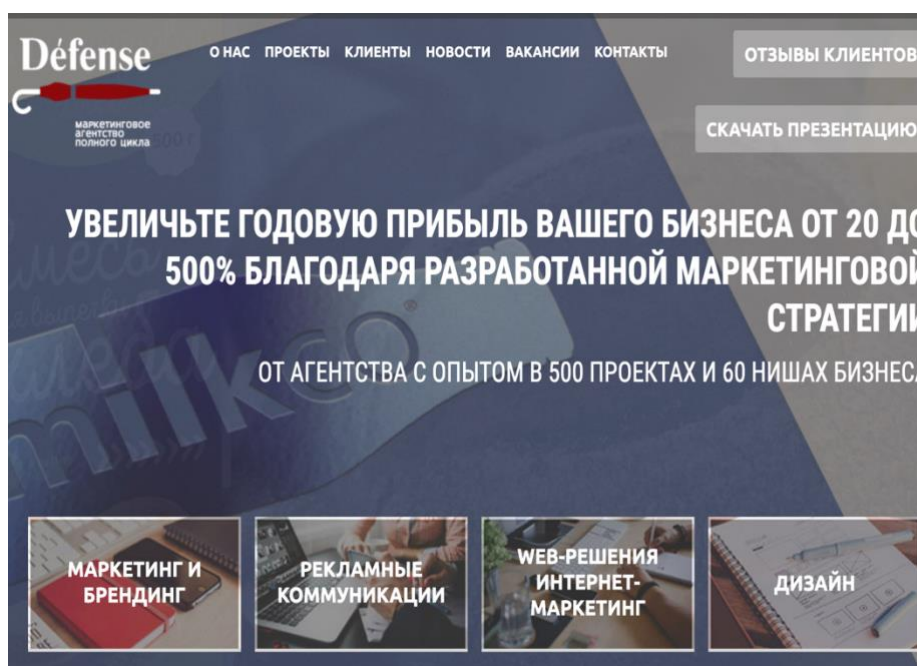 Défense
маркетинговое
агентство
полного цикла
О НАС ПРОЕКТЫ КЛИЕНТЫ НОВОСТИ ВАКАНСИИ КОНТАКТЫ
ОТЗЫВЫ КЛИЕНТОВ
СКАЧАТЬ ПРЕЗЕНТАЦИЮ
УВЕЛИЧЬТЕ ГОДОВУЮ ПРИБЫЛЬ ВАШЕГО БИЗНЕСА ОТ 20 ДО
500% БЛАГОДАРЯ РАЗРАБОТАННОЙ МАРКЕТИНГОВОЙ
СТРАТЕГИИ
ОТ АГЕНТСТВА С ОПЫТОМ В 500 ПРОЕКТАХ И 60 НИШАХ БИЗНЕСА
milkGO
МАРКЕТИНГ И
БРЕНДИНГ
РЕКЛАМНЫЕ
КОММУНИКАЦИИ
WEB-РЕШЕНИЯ
ИНТЕРНЕТ-
МАРКЕТИНГ
ДИЗАЙН